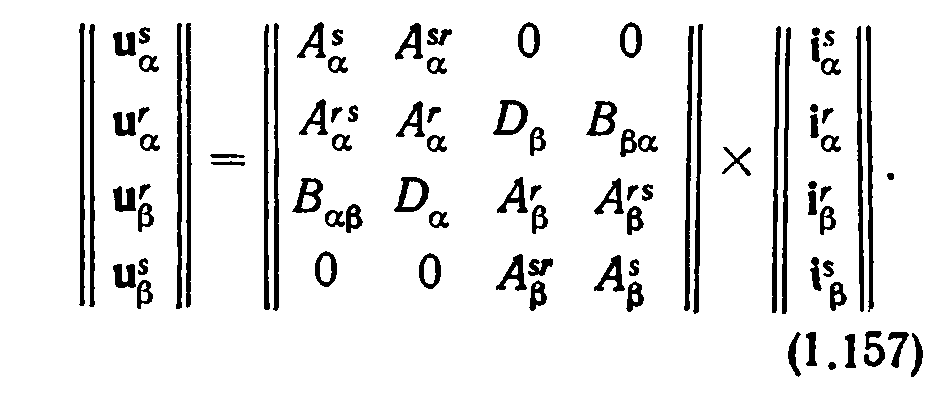 ‖ u^s_α ‖ ‖ A^s_α A^{sr}_α 0 0 ‖ ‖ i^s_α ‖
‖ u^r_α ‖ = ‖ A^{rs}_α A^r_α D_β B_{βα} ‖ × ‖ i^r_α ‖ .
‖ u^r_β ‖ ‖ B_{αβ} D_α A^r_β A^{rs}_β ‖ ‖ i^r_β ‖
‖ u^s_β ‖ ‖ 0 0 A^{sr}_β A^s_β ‖ ‖ i^s_β ‖
(1.157)